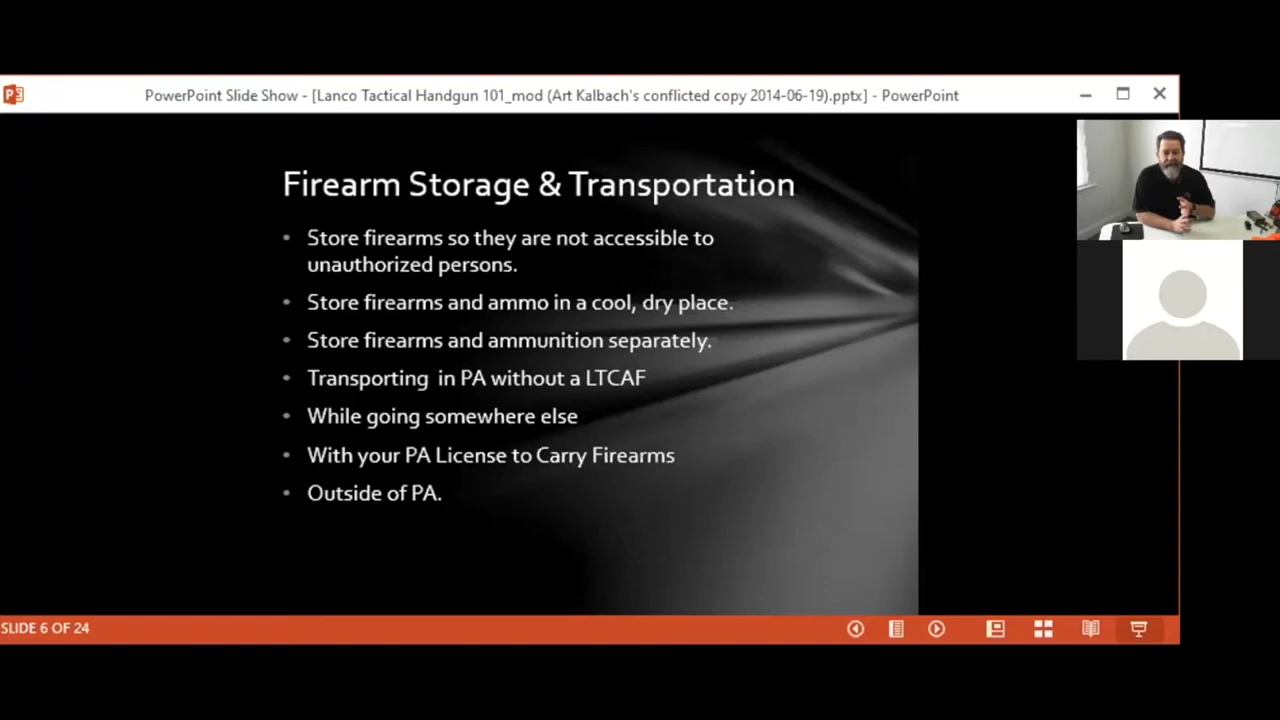 PowerPoint Slide Show - [Lanco Tactical Handgun 101_mod (Art Kalbach's conflicted copy 2014-06-19).pptx] - PowerPoint
Firearm Storage & Transportation
• Store firearms so they are not accessible to
unauthorized persons.
• Store firearms and ammo in a cool, dry place.
• Store firearms and ammunition separately.
• Transporting in PA without a LTCAF
• While going somewhere else
• With your PA License to Carry Firearms
• Outside of PA.
SLIDE 6 OF 24